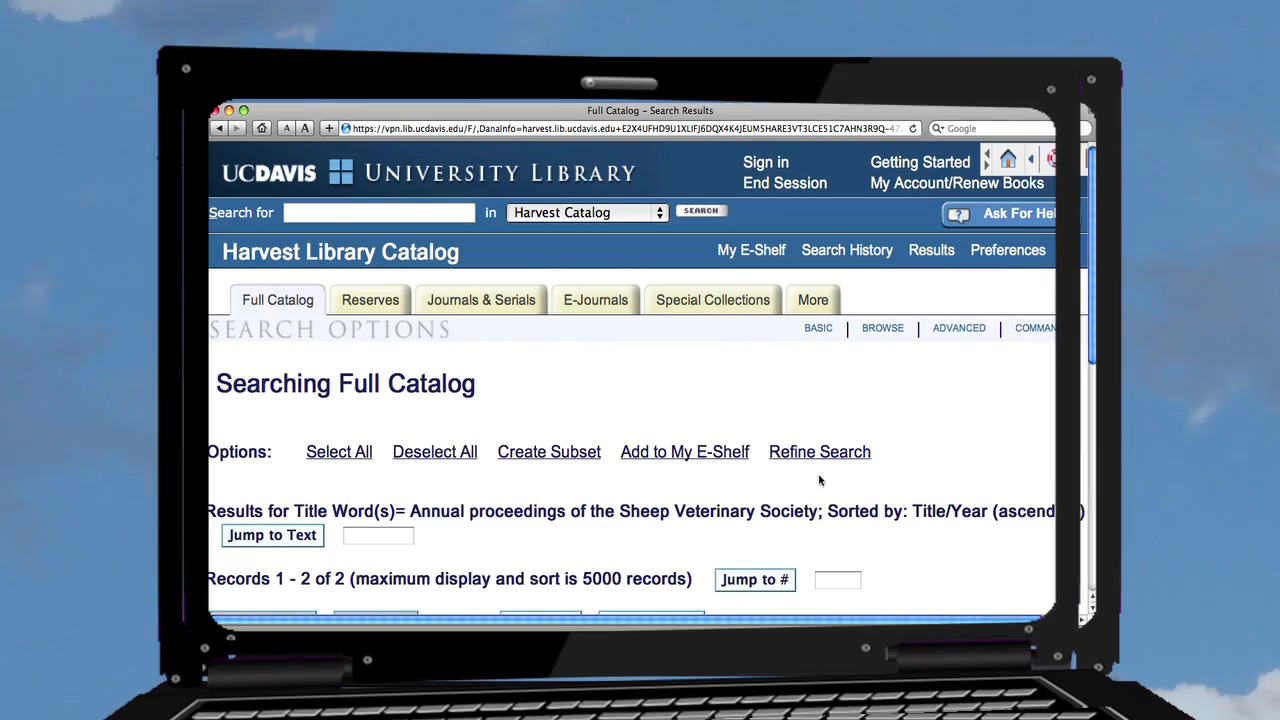 Full Catalog – Search Results
A A + https://vpn.lib.ucdavis.edu/F/,DanaInfo=harvest.lib.ucdavis.edu+E2X4UFHD9U1XLIFJ6DQX4K4JEUM5HARE3VT3LCE51C7AHN3R9Q-47 Google
UCDAVIS UNIVERSITY LIBRARY Sign in Getting Started
End Session My Account/Renew Books
Search for in Harvest Catalog SEARCH Ask For Hel
Harvest Library Catalog My E-Shelf Search History Results Preferences
Full Catalog Reserves Journals & Serials E-Journals Special Collections More
SEARCH OPTIONS BASIC BROWSE ADVANCED COMMAN
Searching Full Catalog
Options: Select All Deselect All Create Subset Add to My E-Shelf Refine Search
Results for Title Word(s)= Annual proceedings of the Sheep Veterinary Society; Sorted by: Title/Year (ascend
Jump to Text
Records 1 - 2 of 2 (maximum display and sort is 5000 records) Jump to #